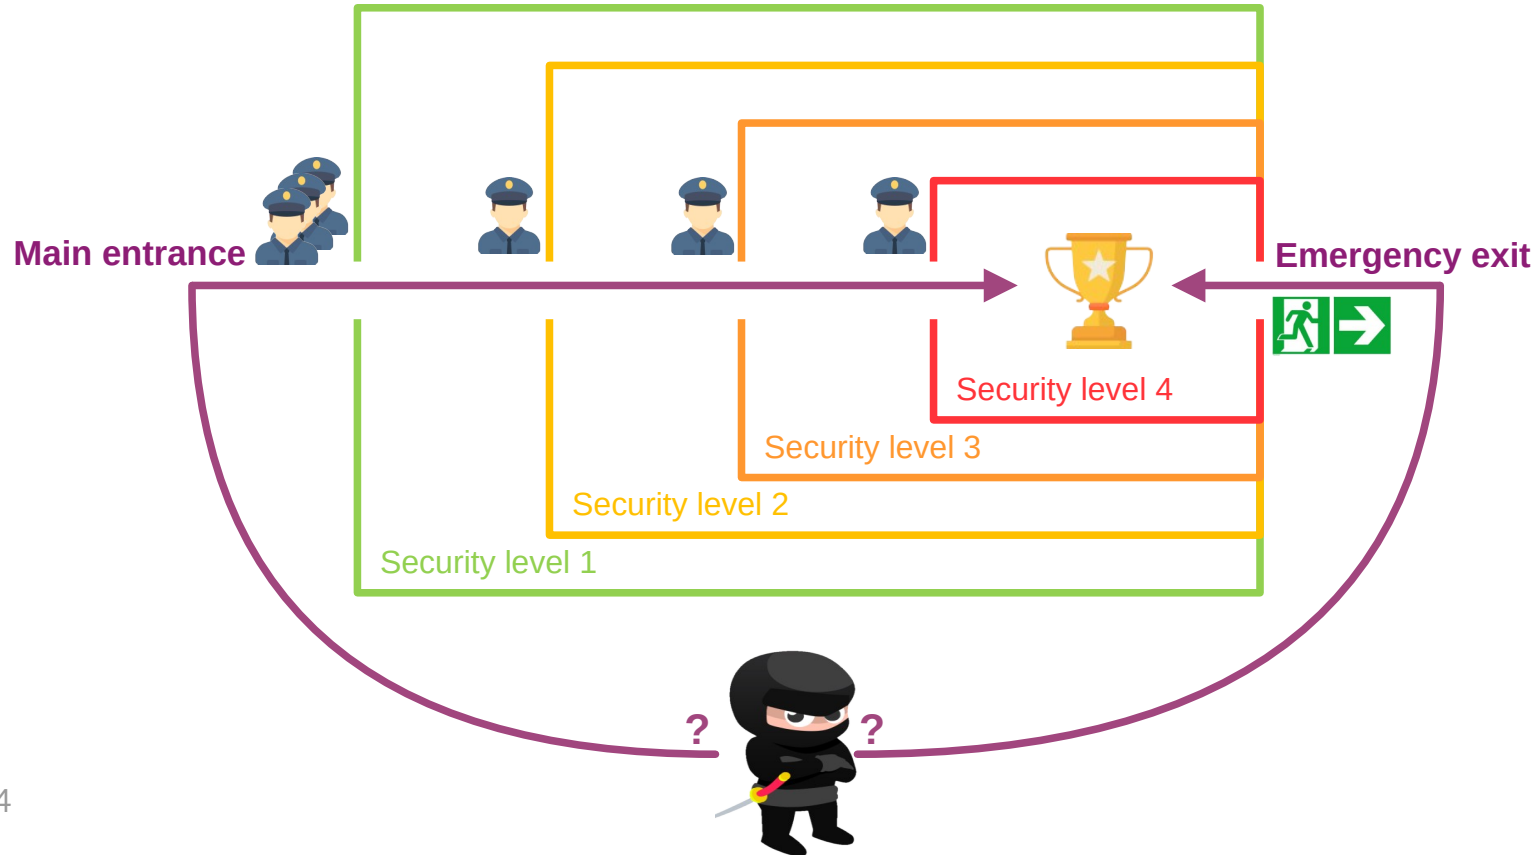 Main entrance
Emergency exit
Security level 4
Security level 3
Security level 2
Security level 1
? ?
4